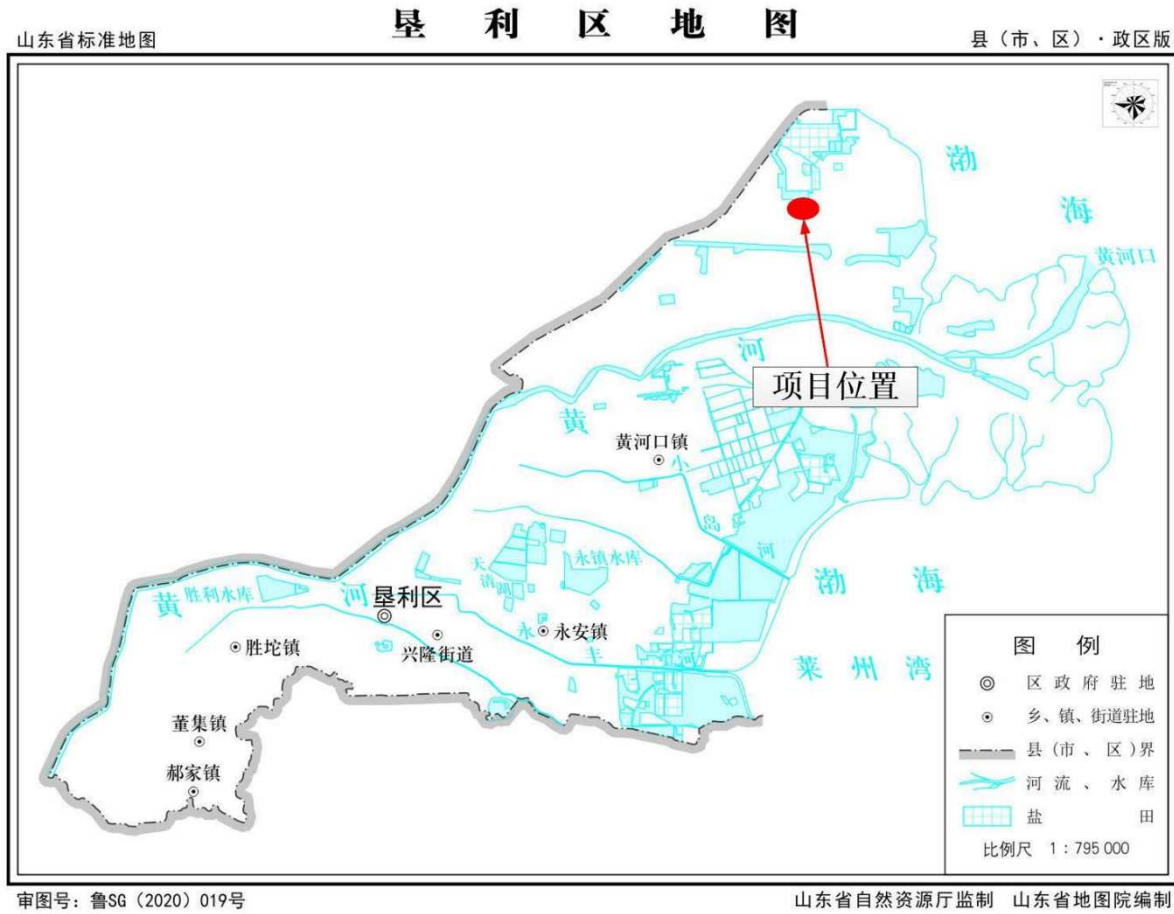 垦利区地图
山东省标准地图
县（市、区）·政区版
渤海
黄河口
项目位置
河
黄
黄河口镇
小
岛
河
天清湖
永镇水库
渤海
黄
胜利水库
河
垦利区
永
永安镇
丰
河
胜坨镇
兴隆街道
莱州湾
董集镇
郝家镇
图例
区政府驻地
乡、镇、街道驻地
县(市、区)界
河流、水库
盐田
比例尺 1：795 000
审图号：鲁SG（2020）019号
山东省自然资源厅监制 山东省地图院编制